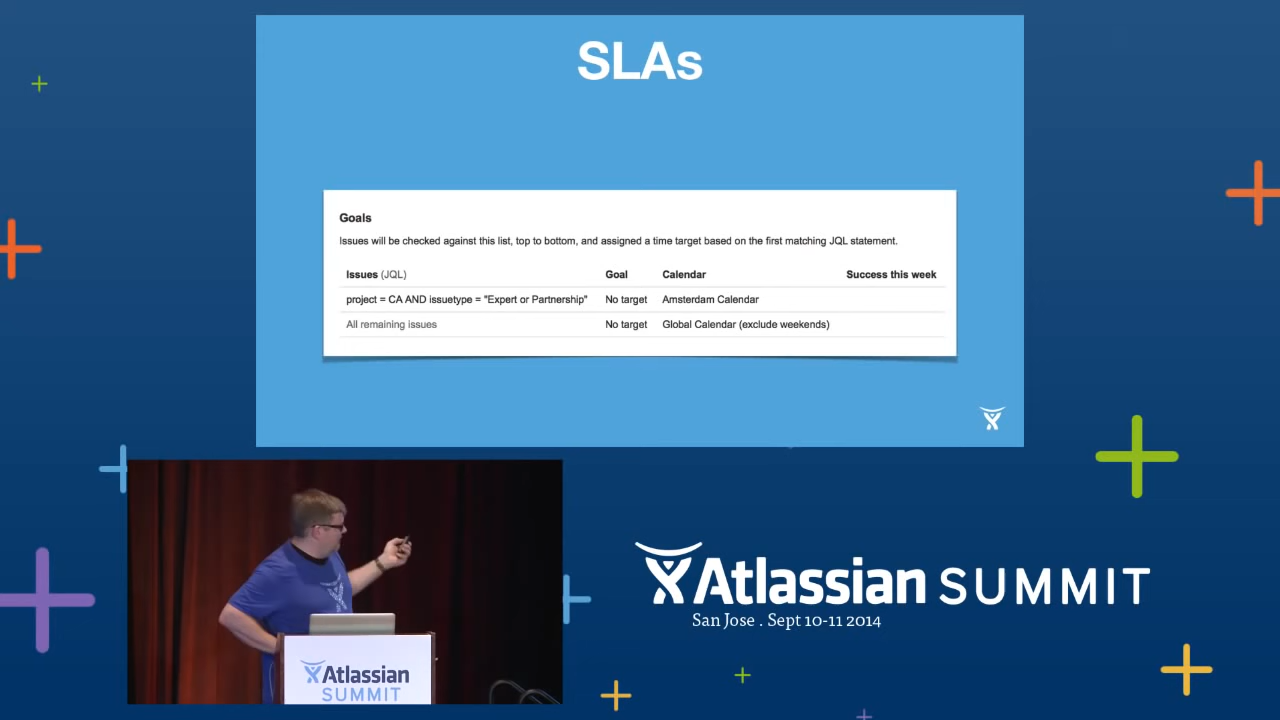 SLAs
Goals
Issues will be checked against this list, top to bottom, and assigned a time target based on the first matching JQL statement.
Issues (JQL) Goal Calendar Success this week
project = CA AND issuetype = "Expert or Partnership" No target Amsterdam Calendar
All remaining issues No target Global Calendar (exclude weekends)
Atlassian SUMMIT
San Jose . Sept 10-11 2014
Atlassian
SUMMIT